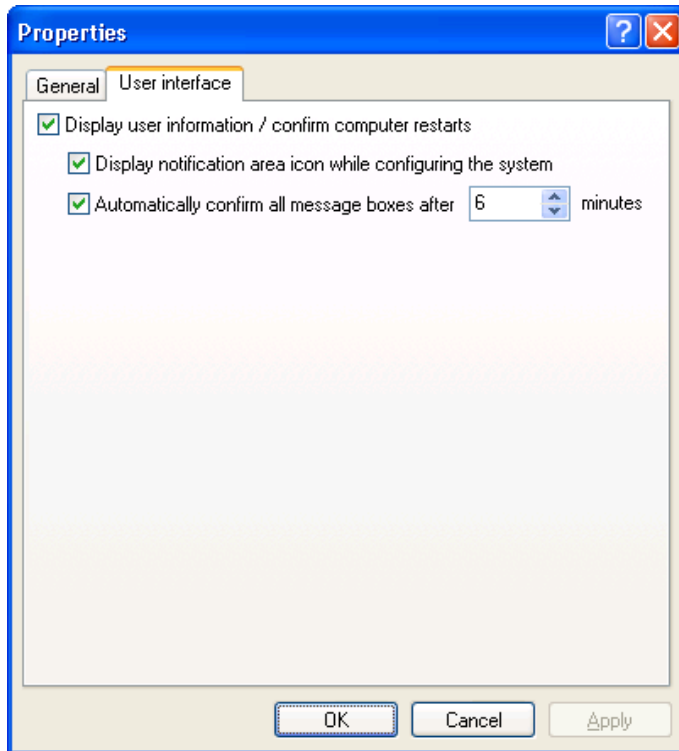 Properties
General User interface
Display user information / confirm computer restarts
Display notification area icon while configuring the system
Automatically confirm all message boxes after 6 minutes
OK Cancel Apply